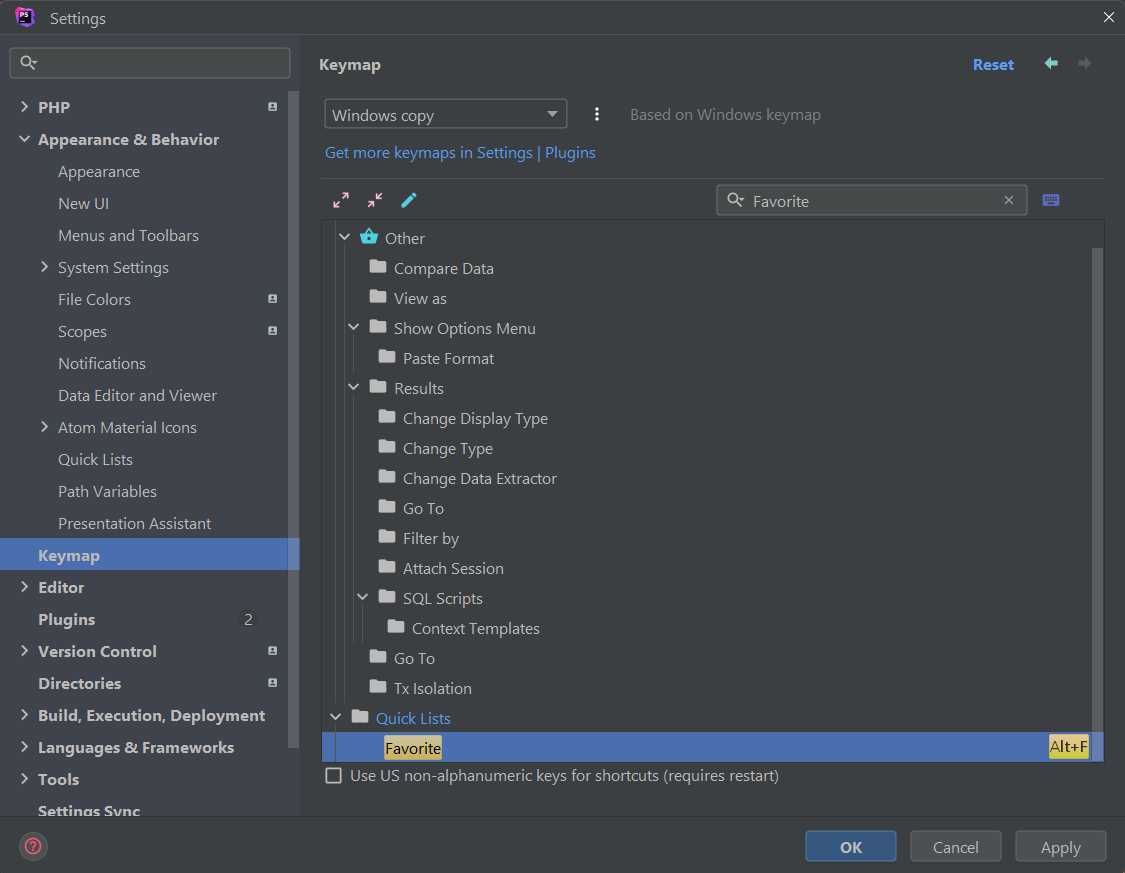 PS
Settings
PHP
Appearance & Behavior
Appearance
New UI
Menus and Toolbars
System Settings
File Colors
Scopes
Notifications
Data Editor and Viewer
Atom Material Icons
Quick Lists
Path Variables
Presentation Assistant
Keymap
Editor
Plugins 2
Version Control
Directories
Build, Execution, Deployment
Languages & Frameworks
Tools
Settings Sync
Keymap
Reset
Windows copy
Based on Windows keymap
Get more keymaps in Settings | Plugins
Favorite
Other
Compare Data
View as
Show Options Menu
Paste Format
Results
Change Display Type
Change Type
Change Data Extractor
Go To
Filter by
Attach Session
SQL Scripts
Context Templates
Go To
Tx Isolation
Quick Lists
Favorite Alt+F
Use US non-alphanumeric keys for shortcuts (requires restart)
?
OK
Cancel
Apply